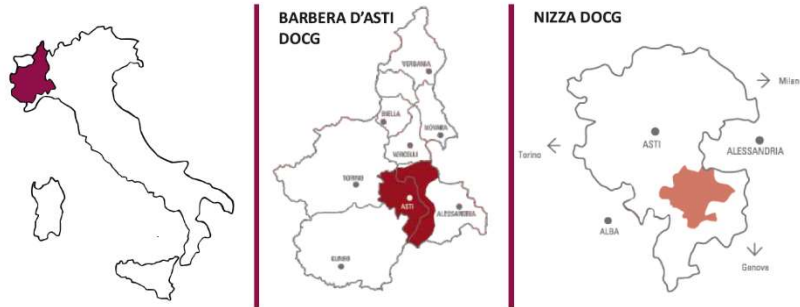 BARBERA D'ASTI
DOCG
VERBANIA
BIELLA
NOVARA
VERCELLI
TORINO
ASTI
ALESSANDRIA
CUNEO
NIZZA DOCG
Milan
Torino
ASTI
ALESSANDRIA
ALBA
Genova